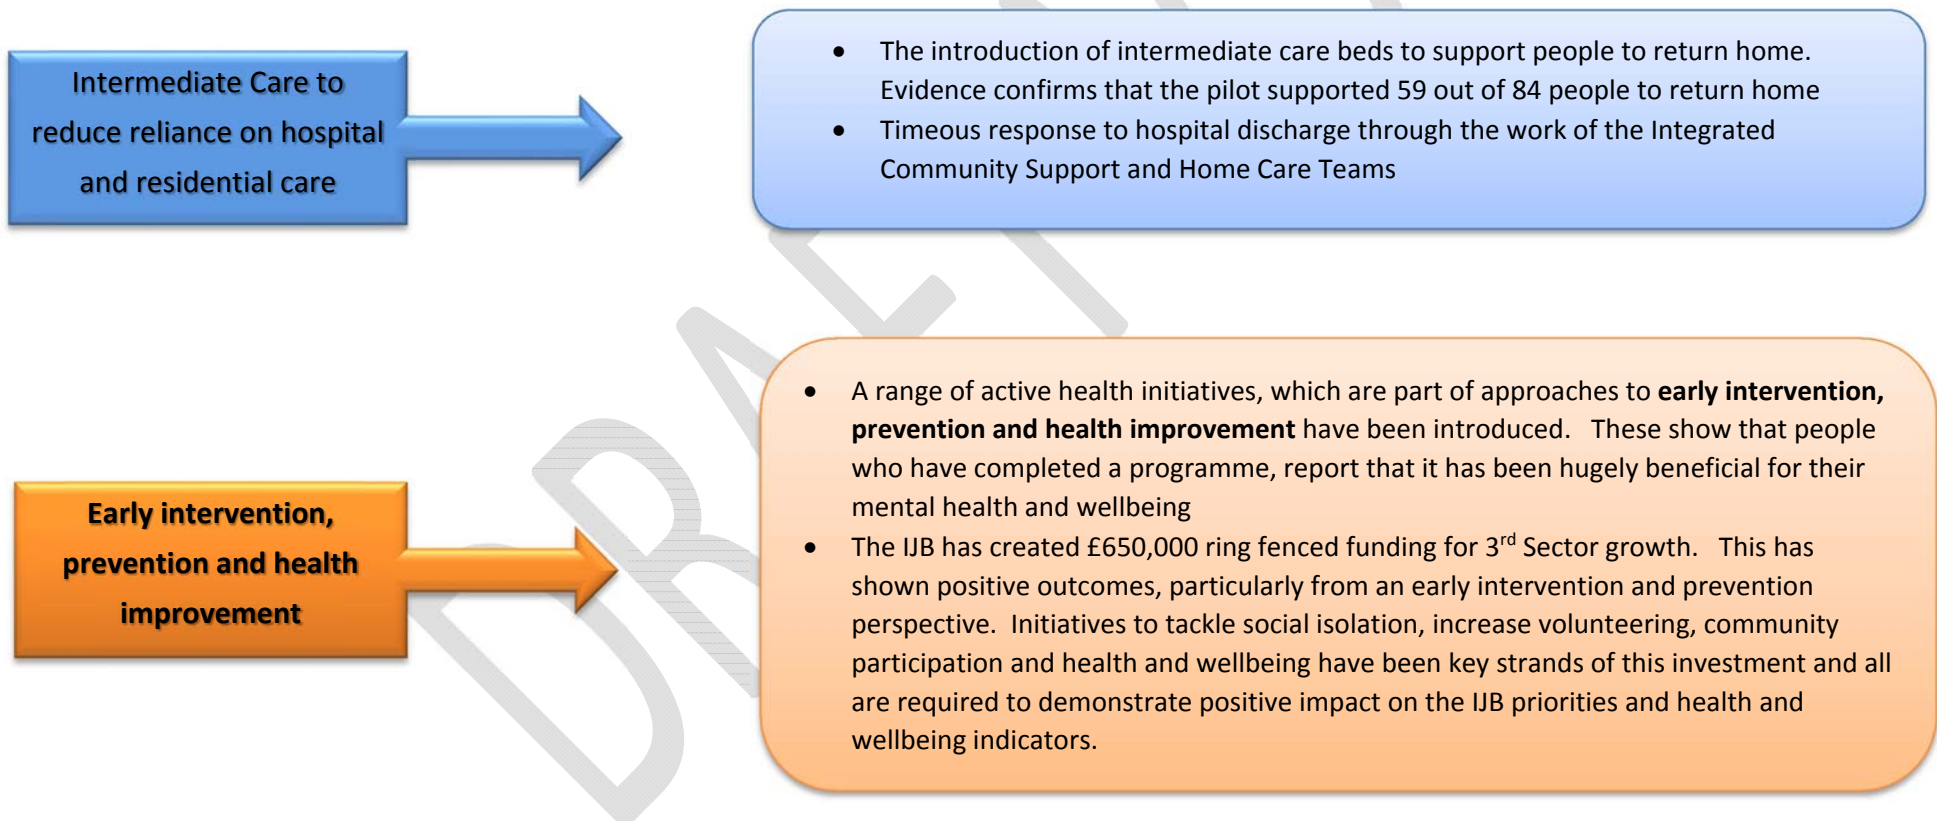 Intermediate Care to
reduce reliance on hospital
and residential care
• The introduction of intermediate care beds to support people to return home.
Evidence confirms that the pilot supported 59 out of 84 people to return home
• Timeous response to hospital discharge through the work of the Integrated
Community Support and Home Care Teams
Early intervention,
prevention and health
improvement
• A range of active health initiatives, which are part of approaches to early intervention,
prevention and health improvement have been introduced.   These show that people
who have completed a programme, report that it has been hugely beneficial for their
mental health and wellbeing
• The IJB has created £650,000 ring fenced funding for 3rd Sector growth.   This has
shown positive outcomes, particularly from an early intervention and prevention
perspective.  Initiatives to tackle social isolation, increase volunteering, community
participation and health and wellbeing have been key strands of this investment and all
are required to demonstrate positive impact on the IJB priorities and health and
wellbeing indicators.
DRAFT